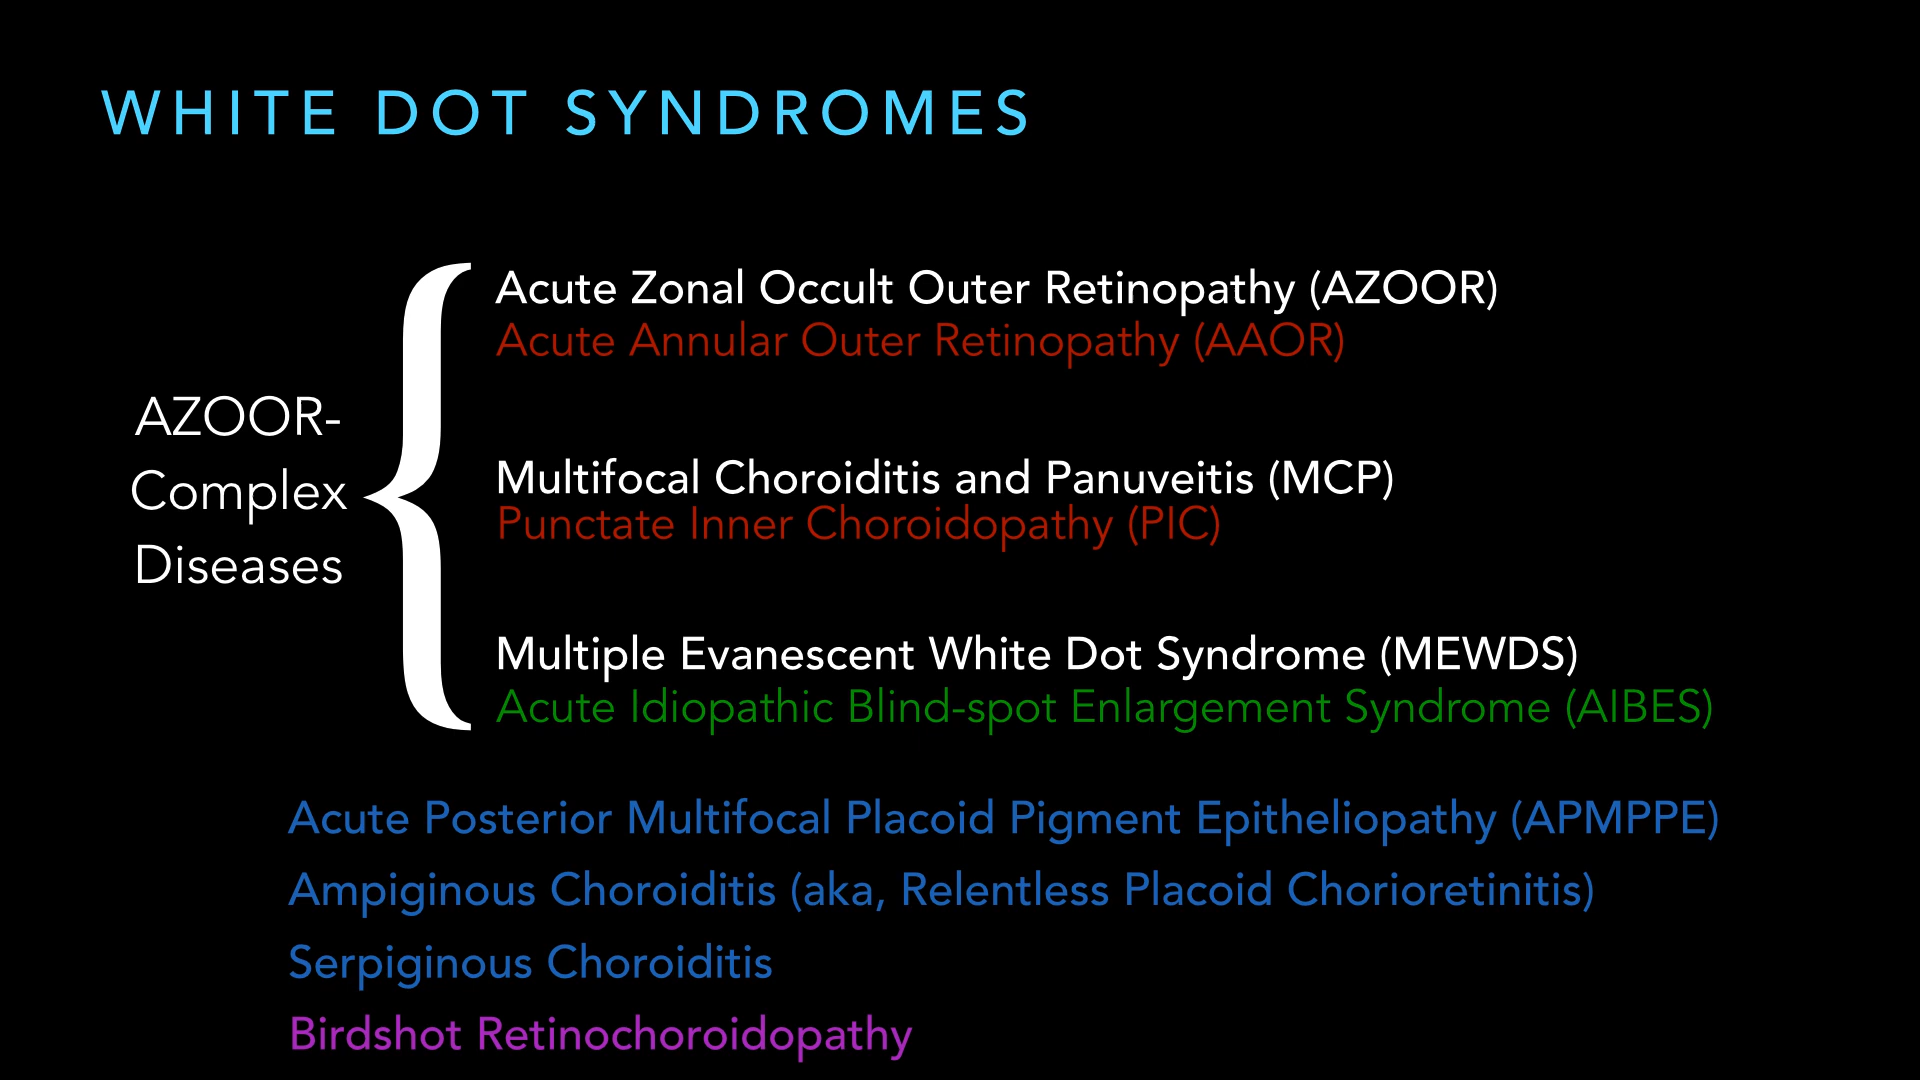 WHITE DOT SYNDROMES
AZOOR-
Complex
Diseases
Acute Zonal Occult Outer Retinopathy (AZOOR)
Acute Annular Outer Retinopathy (AAOR)
Multifocal Choroiditis and Panuveitis (MCP)
Punctate Inner Choroidopathy (PIC)
Multiple Evanescent White Dot Syndrome (MEWDS)
Acute Idiopathic Blind-spot Enlargement Syndrome (AIBES)
Acute Posterior Multifocal Placoid Pigment Epitheliopathy (APMPPE)
Ampiginous Choroiditis (aka, Relentless Placoid Chorioretinitis)
Serpiginous Choroiditis
Birdshot Retinochoroidopathy